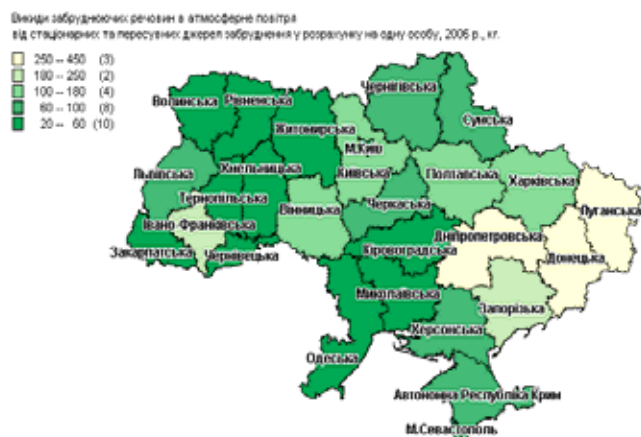 Викиди забруднюючих речовин в атмосферне повітря
від стаціонарних та пересувних джерел забруднення у розрахунку на одну особу, 2006 р., кг.
250 -- 450 (3)
180 -- 250 (2)
100 -- 180 (4)
60 -- 100 (8)
20 -- 60 (10)
Волинська
Рівненська
Житомирська
Чернігівська
Сумська
М.Київ
Київська
Львівська
Хмельницька
Тернопільська
Полтавська
Харківська
Вінницька
Черкаська
Луганська
Івано-Франківська
Закарпатська
Чернівецька
Кіровоградська
Дніпропетровська
Донецька
Миколаївська
Запорізька
Херсонська
Одеська
Автономна Республіка Крим
М.Севастополь